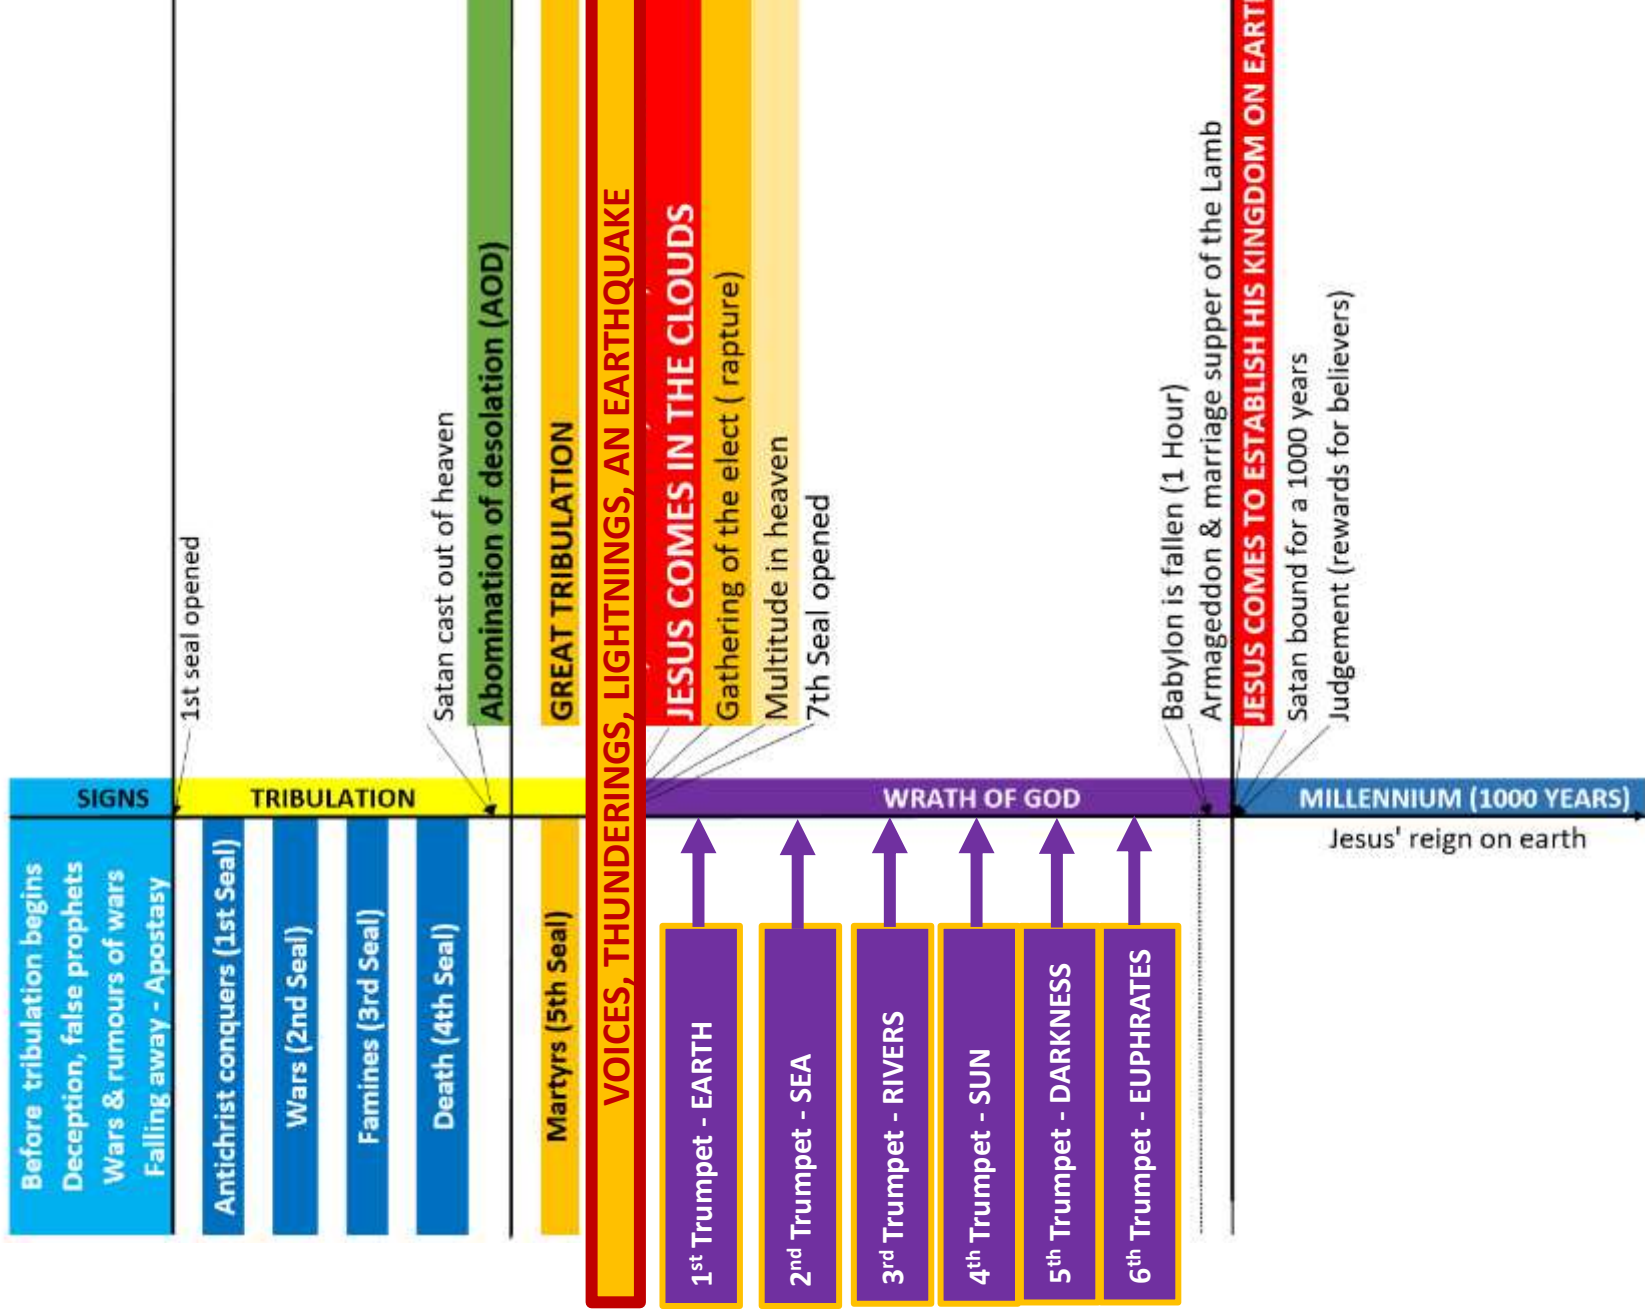 1st seal opened
Satan cast out of heaven
Abomination of desolation (AOD)
GREAT TRIBULATION
VOICES, THUNDERINGS, LIGHTNINGS, AN EARTHQUAKE
JESUS COMES IN THE CLOUDS
Gathering of the elect ( rapture)
Multitude in heaven
7th Seal opened
Babylon is fallen (1 Hour)
Armageddon & marriage supper of the Lamb
JESUS COMES TO ESTABLISH HIS KINGDOM ON
Satan bound for a 1000 years
Judgement (rewards for believers)
SIGNS
TRIBULATION
WRATH OF GOD
MILLENNIUM (1000 YEARS)
Jesus' reign on earth
Before tribulation begins
Deception, false prophets
Wars & rumours of wars
Falling away - Apostasy
Antichrist conquers (1st Seal)
Wars (2nd Seal)
Famines (3rd Seal)
Death (4th Seal)
Martyrs (5th Seal)
1st Trumpet - EARTH
2nd Trumpet - SEA
3rd Trumpet - RIVERS
4th Trumpet - SUN
5th Trumpet - DARKNESS
6th Trumpet - EUPHRATES